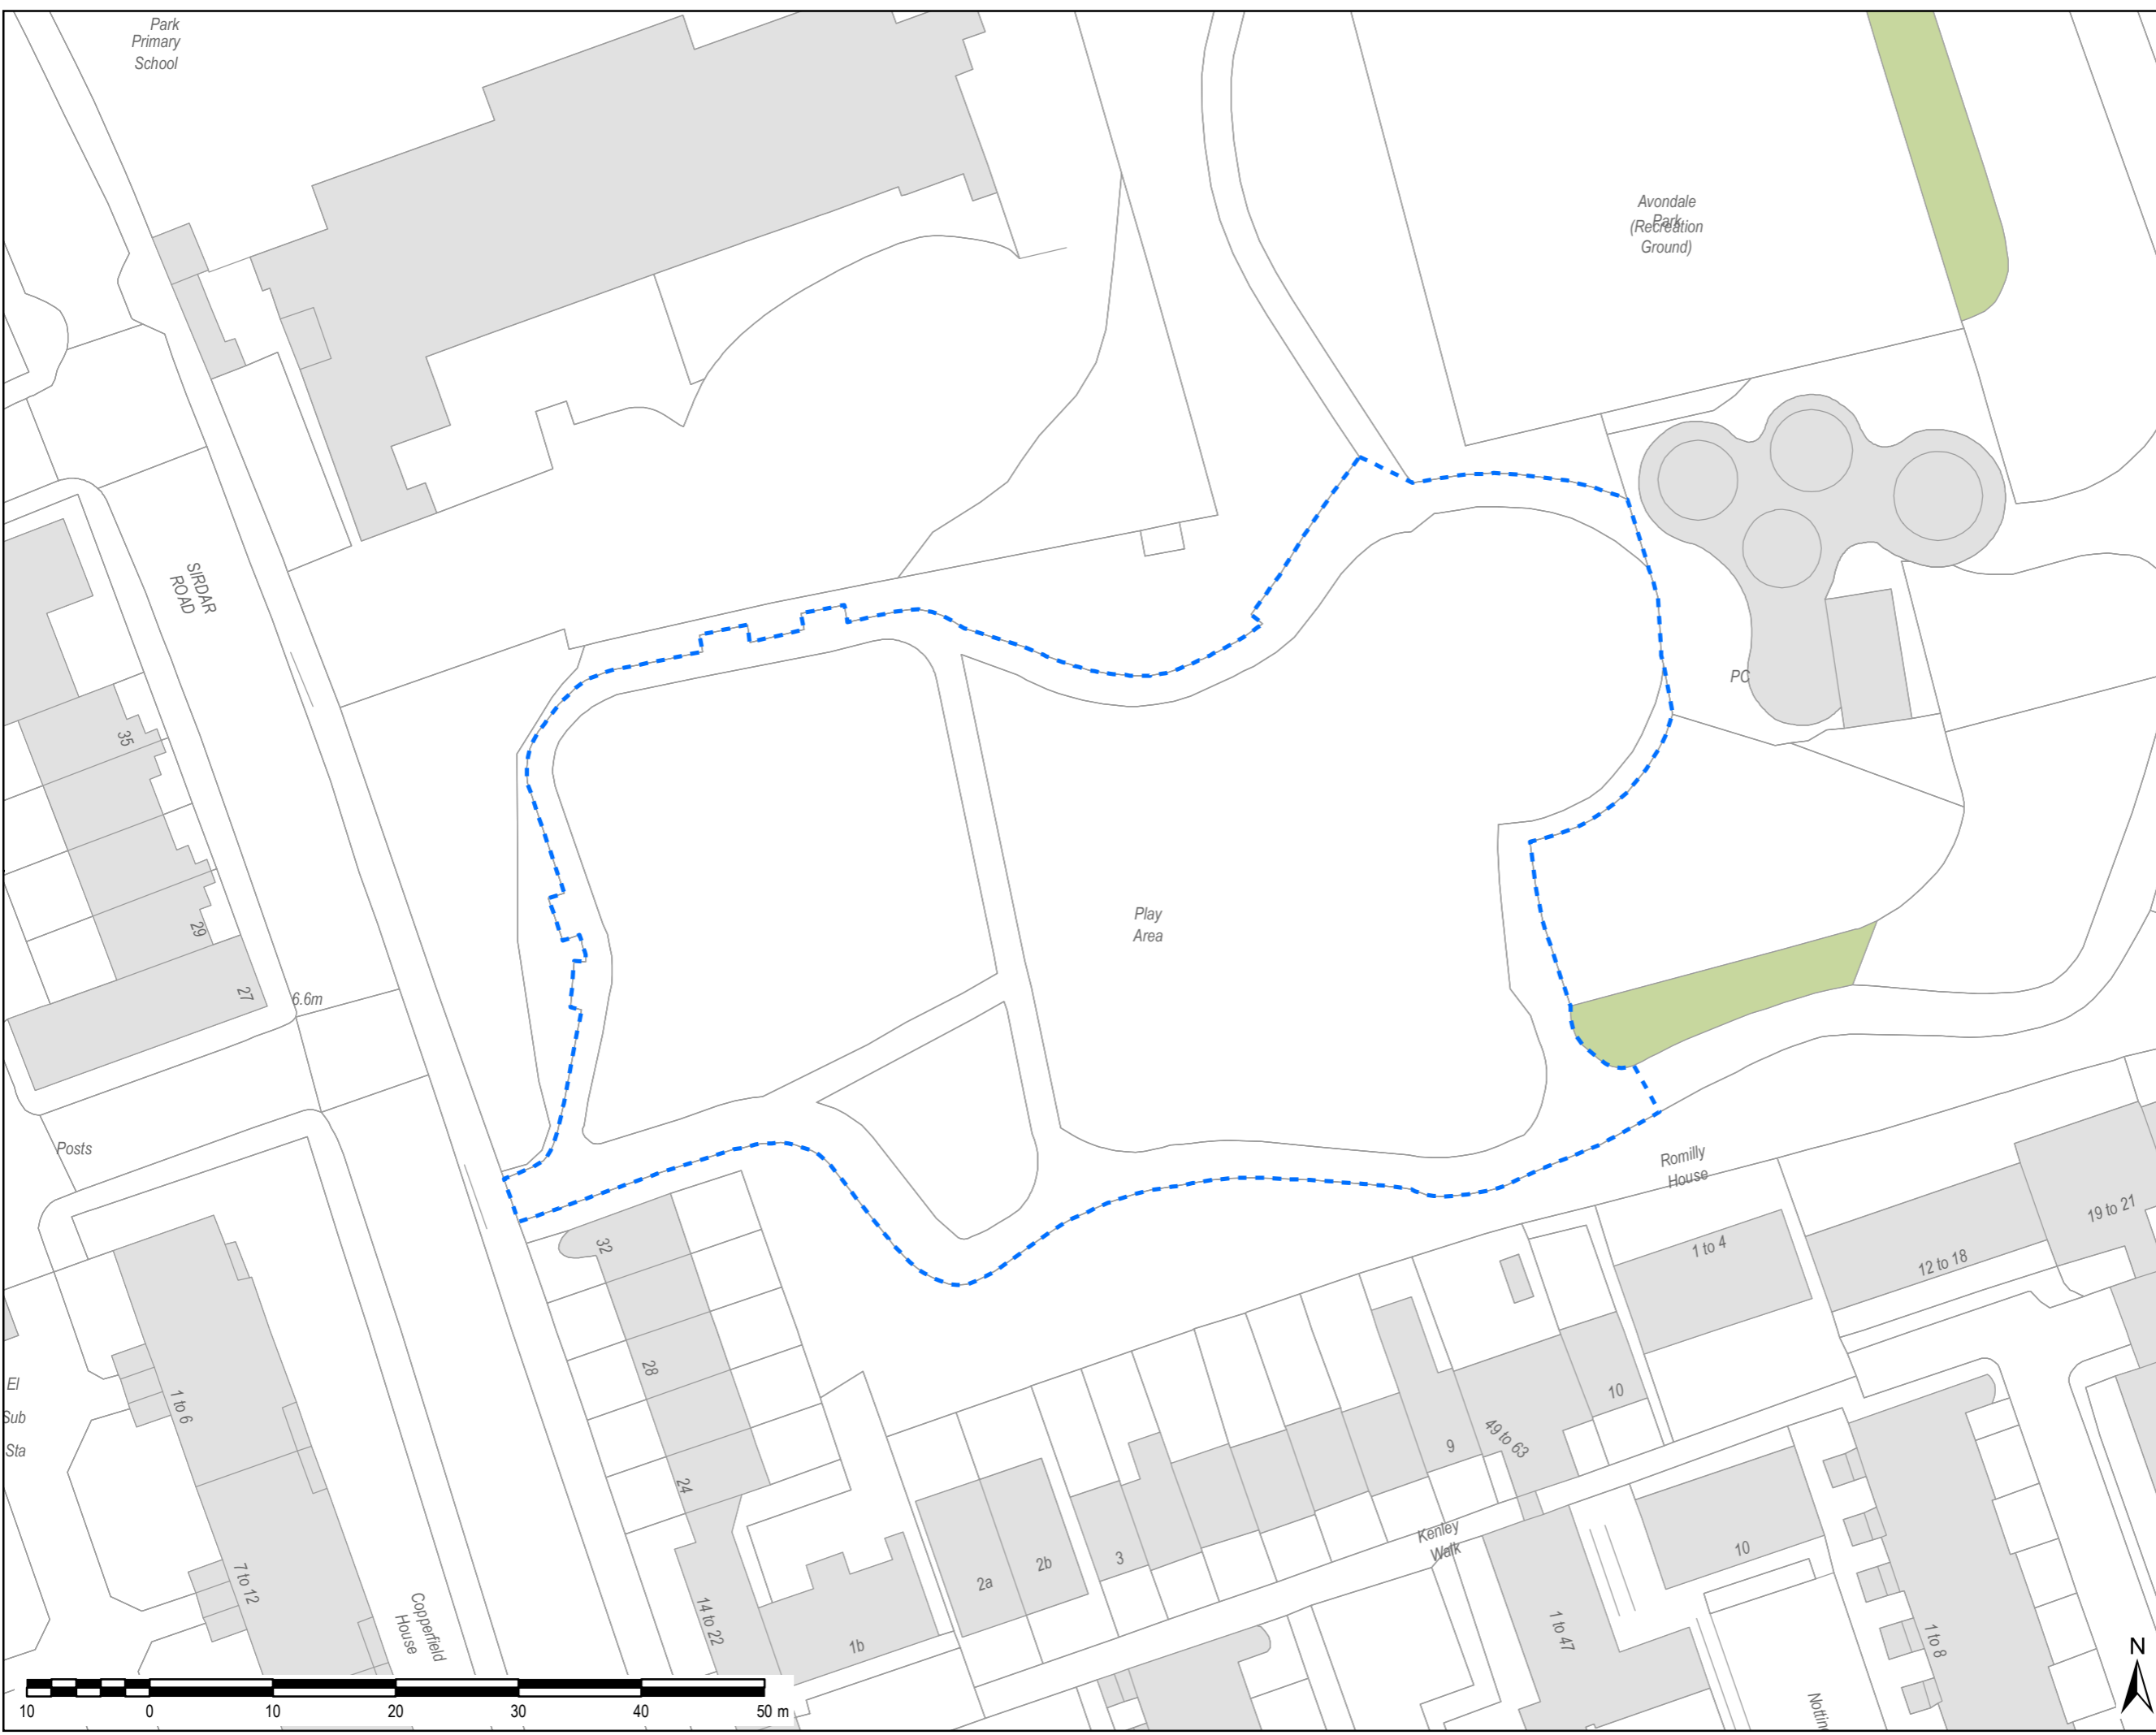 Park
Primary
School
Avondale
Park
(Recreation
Ground)
SIRDAR
ROAD
35
PC
29
Play
Area
27
6.6m
Posts
Romilly
House
19 to 21
32
1 to 4
12 to 18
28
El
Sub
Sta
1 to 6
10
9
49 to 63
24
Kenley
Walk
10
3
2b
2a
7 to 12
Copperfield
House
14 to 22
1b
1 to 47
1 to 8
N
Nottin
10 0 10 20 30 40 50 m